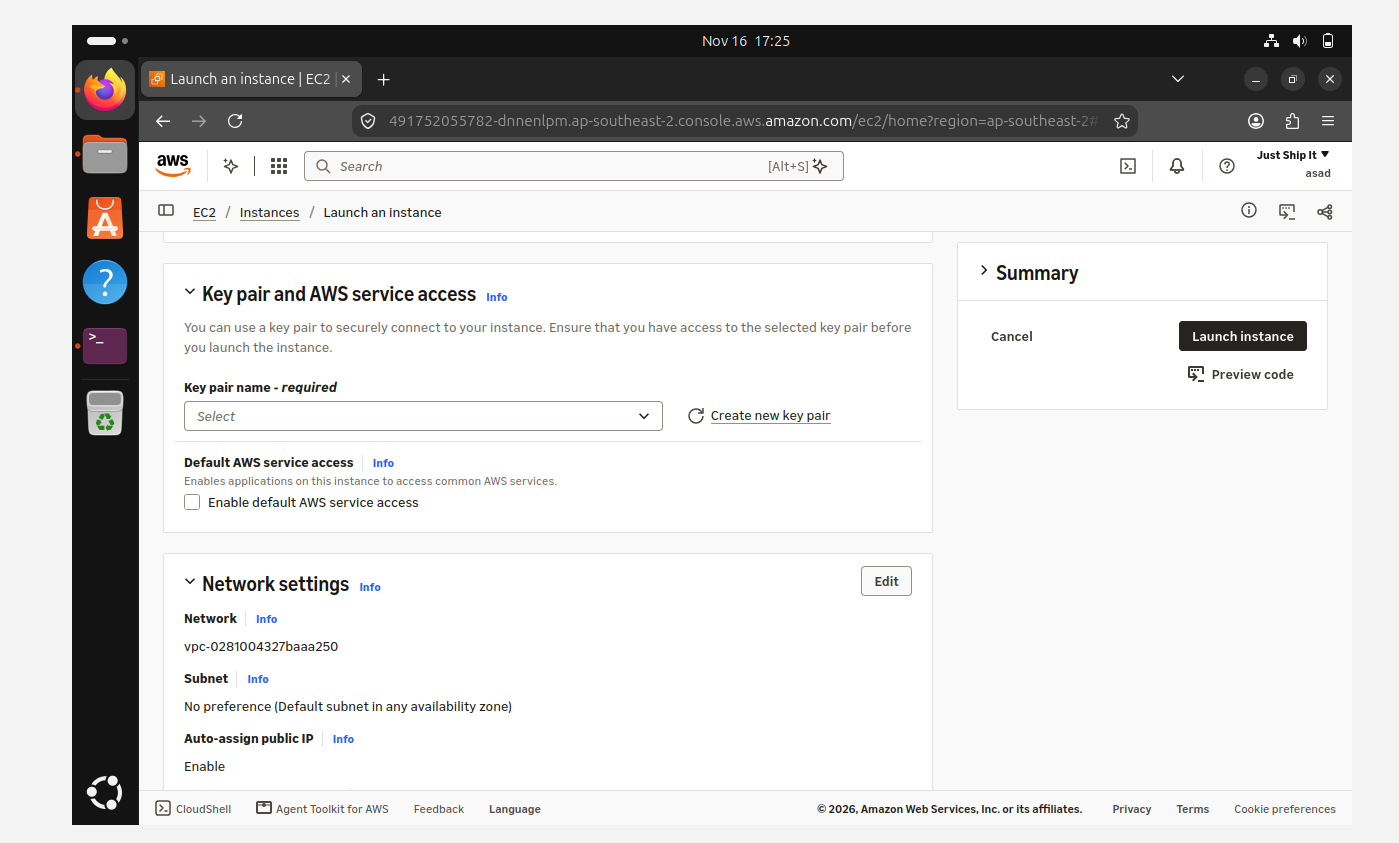 Nov 16 17:25
Launch an instance | EC2
491752055782-dnnenlpm.ap-southeast-2.console.aws.amazon.com/ec2/home?region=ap-southeast-2#
aws
Search
[Alt+S]
Just Ship It
asad
EC2 / Instances / Launch an instance
Key pair and AWS service access Info
You can use a key pair to securely connect to your instance. Ensure that you have access to the selected key pair before
you launch the instance.
Key pair name - required
Select
Create new key pair
Default AWS service access Info
Enables applications on this instance to access common AWS services.
Enable default AWS service access
Network settings Info
Edit
Network Info
vpc-0281004327baaa250
Subnet Info
No preference (Default subnet in any availability zone)
Auto-assign public IP Info
Enable
Summary
Cancel
Launch instance
Preview code
CloudShell
Agent Toolkit for AWS
Feedback
Language
© 2026, Amazon Web Services, Inc. or its affiliates.
Privacy
Terms
Cookie preferences